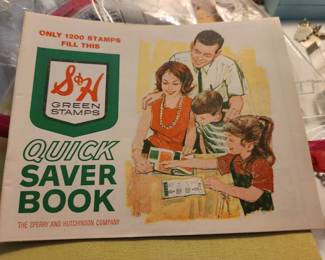 ONLY 1200 STAMPS
FILL THIS
S&H
GREEN
STAMPS
QUICK
SAVER
BOOK
THE SPERRY AND HUTCHINSON COMPANY